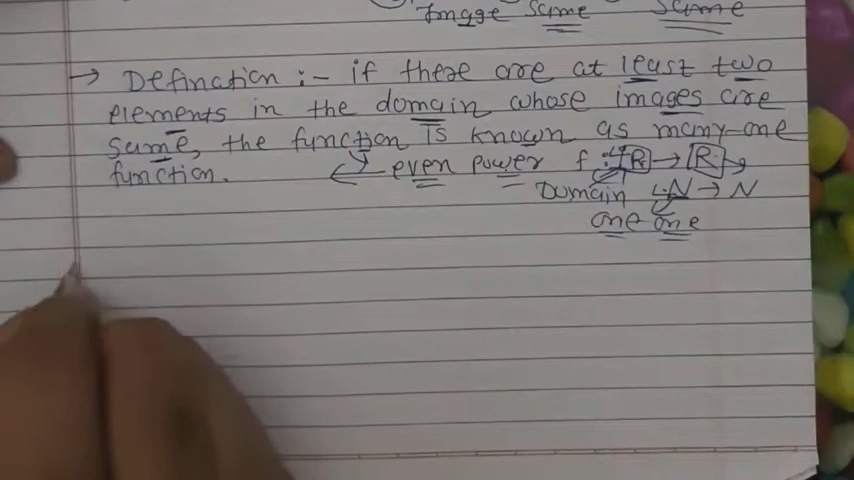 Image same same
→ Defination :- if there are at least two
elements in the domain whose images are
same, the function is known as many-one
function. even power f : R → R
Domain N → N
one one